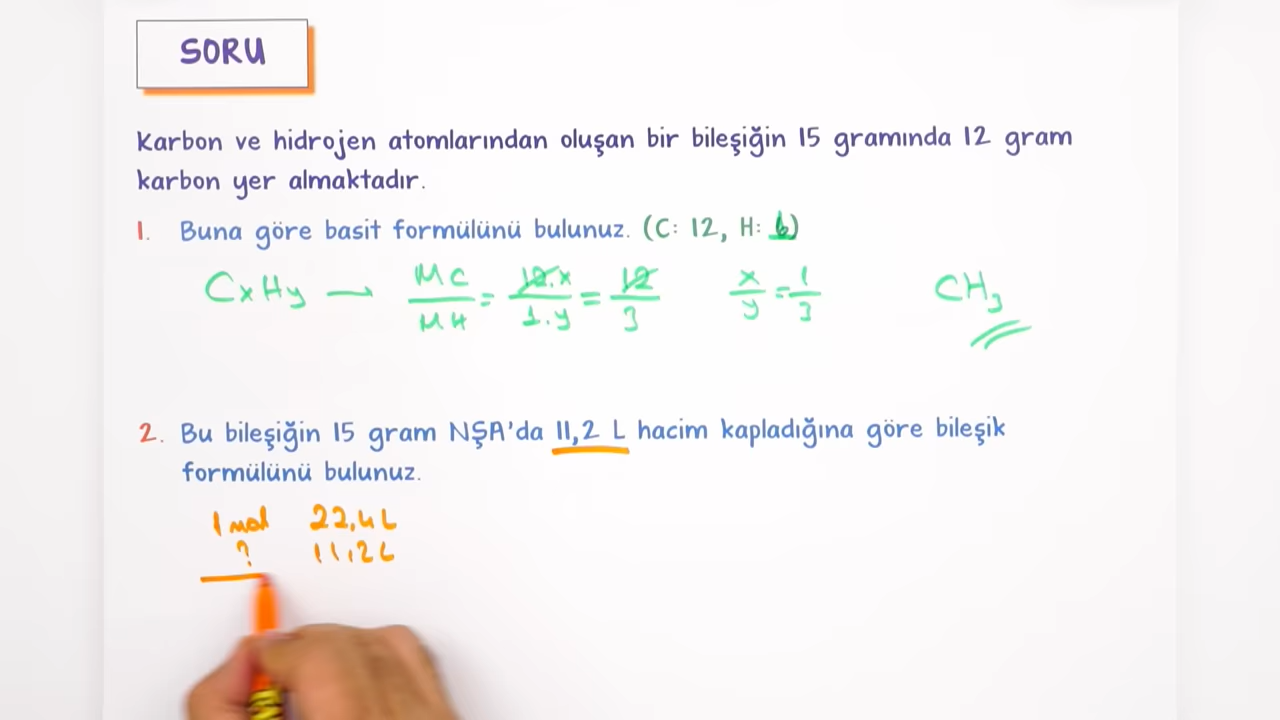 SORU
Karbon ve hidrojen atomlarından oluşan bir bileşiğin 15 gramında 12 gram
karbon yer almaktadır.
1. Buna göre basit formülünü bulunuz. (C: 12, H: )
CxHy → MC/MH = 12.x/1.y = 12/3 x/y = 1/3 CH3
2. Bu bileşiğin 15 gram NŞA'da 11,2 L hacim kapladığına göre bileşik
formülünü bulunuz.
1 mol 22,4 L
? 11,2 L